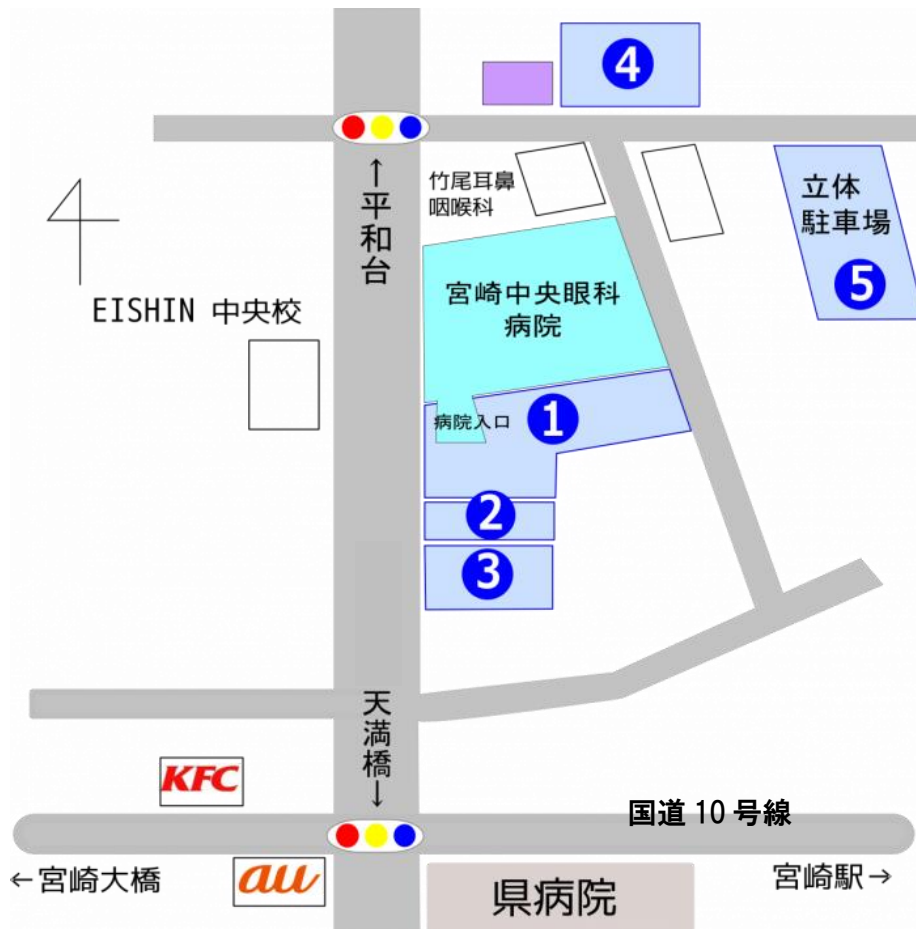 4
竹尾耳鼻
咽喉科
立体
駐車場
5
↑平和台
宮崎中央眼科
病院
EISHIN 中央校
病院入口
1
2
3
天満橋↓
KFC
国道10号線
←宮崎大橋
au
県病院
宮崎駅→